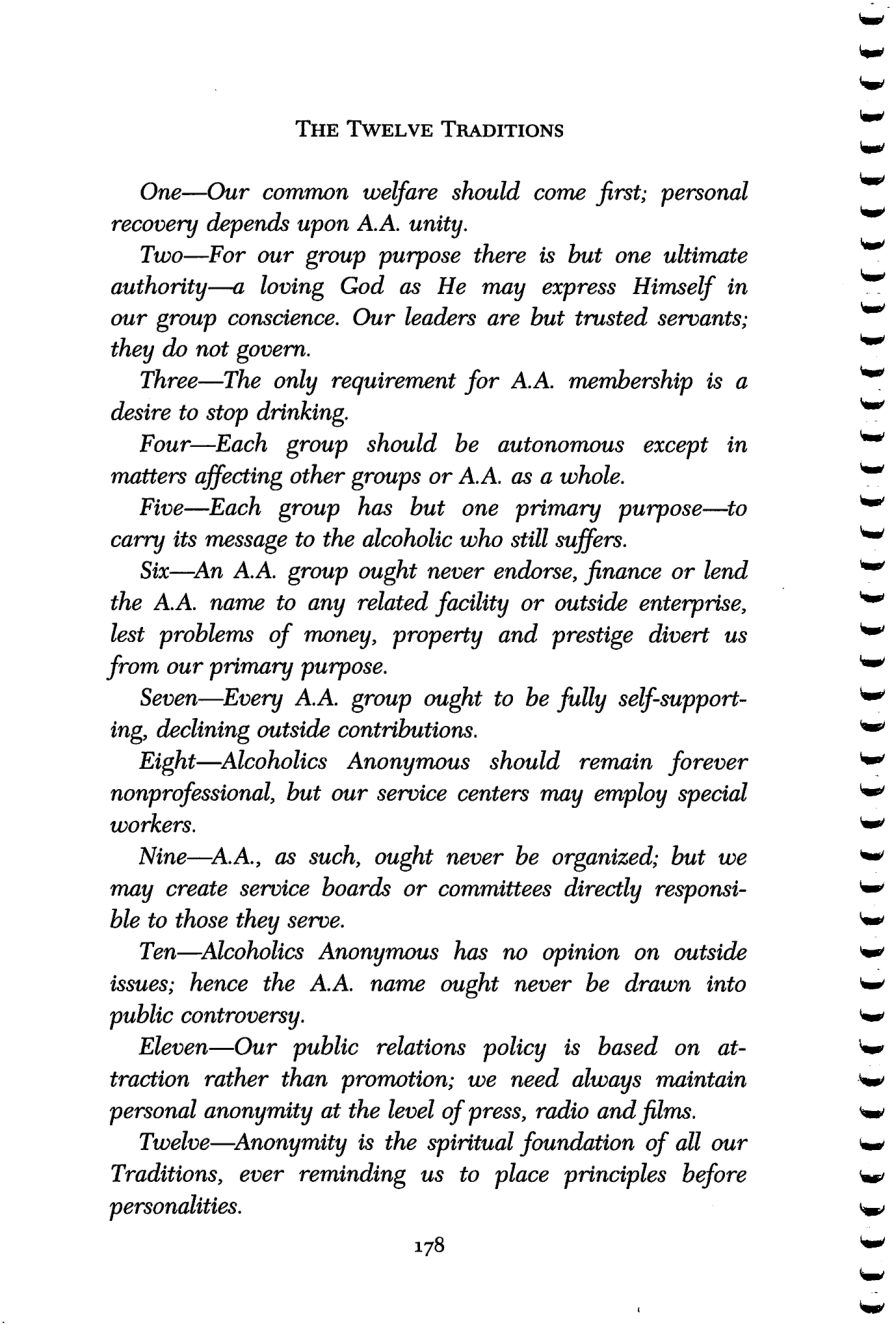 THE TWELVE TRADITIONS
One—Our common welfare should come first; personal
recovery depends upon A.A. unity.
Two—For our group purpose there is but one ultimate
authority—a loving God as He may express Himself in
our group conscience. Our leaders are but trusted servants;
they do not govern.
Three—The only requirement for A.A. membership is a
desire to stop drinking.
Four—Each group should be autonomous except in
matters affecting other groups or A.A. as a whole.
Five—Each group has but one primary purpose—to
carry its message to the alcoholic who still suffers.
Six—An A.A. group ought never endorse, finance or lend
the A.A. name to any related facility or outside enterprise,
lest problems of money, property and prestige divert us
from our primary purpose.
Seven—Every A.A. group ought to be fully self-support-
ing, declining outside contributions.
Eight—Alcoholics Anonymous should remain forever
nonprofessional, but our service centers may employ special
workers.
Nine—A.A., as such, ought never be organized; but we
may create service boards or committees directly responsi-
ble to those they serve.
Ten—Alcoholics Anonymous has no opinion on outside
issues; hence the A.A. name ought never be drawn into
public controversy.
Eleven—Our public relations policy is based on at-
traction rather than promotion; we need always maintain
personal anonymity at the level of press, radio and films.
Twelve—Anonymity is the spiritual foundation of all our
Traditions, ever reminding us to place principles before
personalities.
178